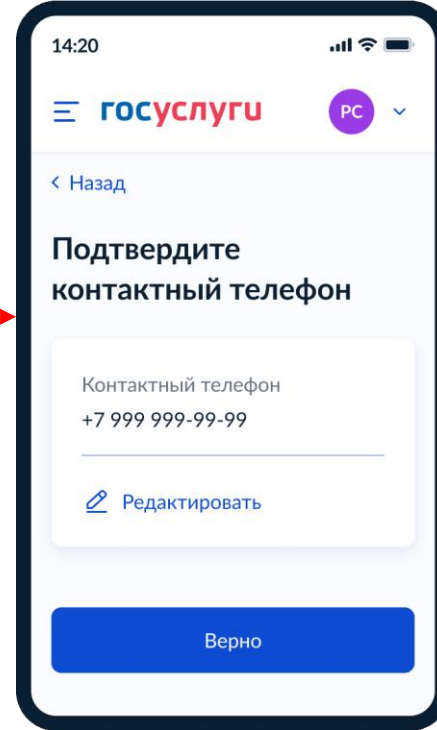 14:20
госуслуги
РС
Назад
Подтвердите
контактный телефон
Контактный телефон
+7 999 999-99-99
Редактировать
Верно